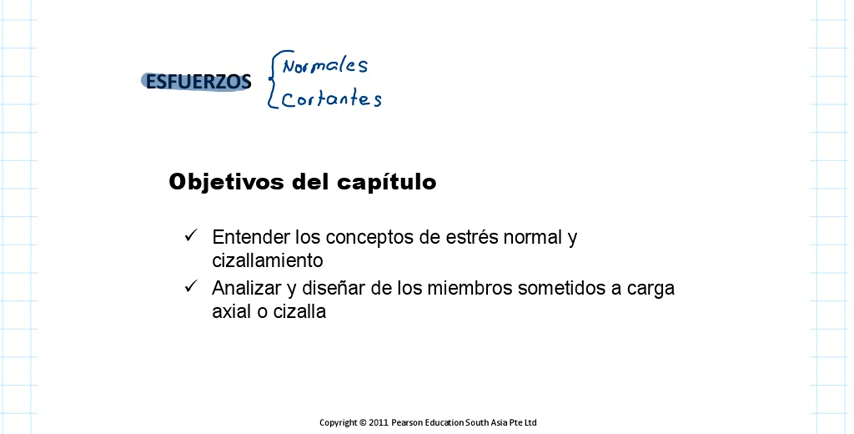 ESFUERZOS
Normales
Cortantes
Objetivos del capítulo
✓ Entender los conceptos de estrés normal y
cizallamiento
✓ Analizar y diseñar de los miembros sometidos a carga
axial o cizalla
Copyright © 2011 Pearson Education South Asia Pte Ltd